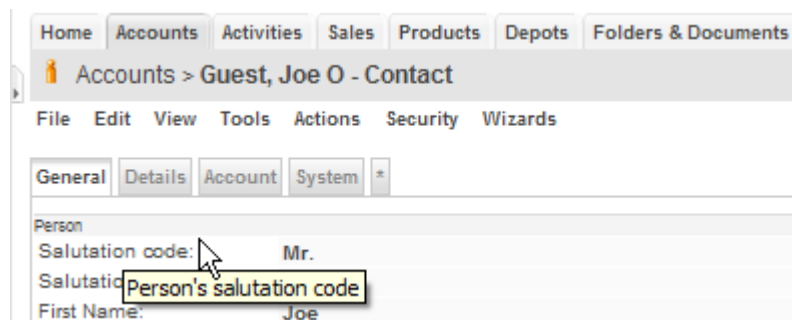 Home Accounts Activities Sales Products Depots Folders & Documents
Accounts > Guest, Joe O - Contact
File Edit View Tools Actions Security Wizards
General Details Account System *
Person
Salutation code: Mr.
Person's salutation code
First Name: Joe